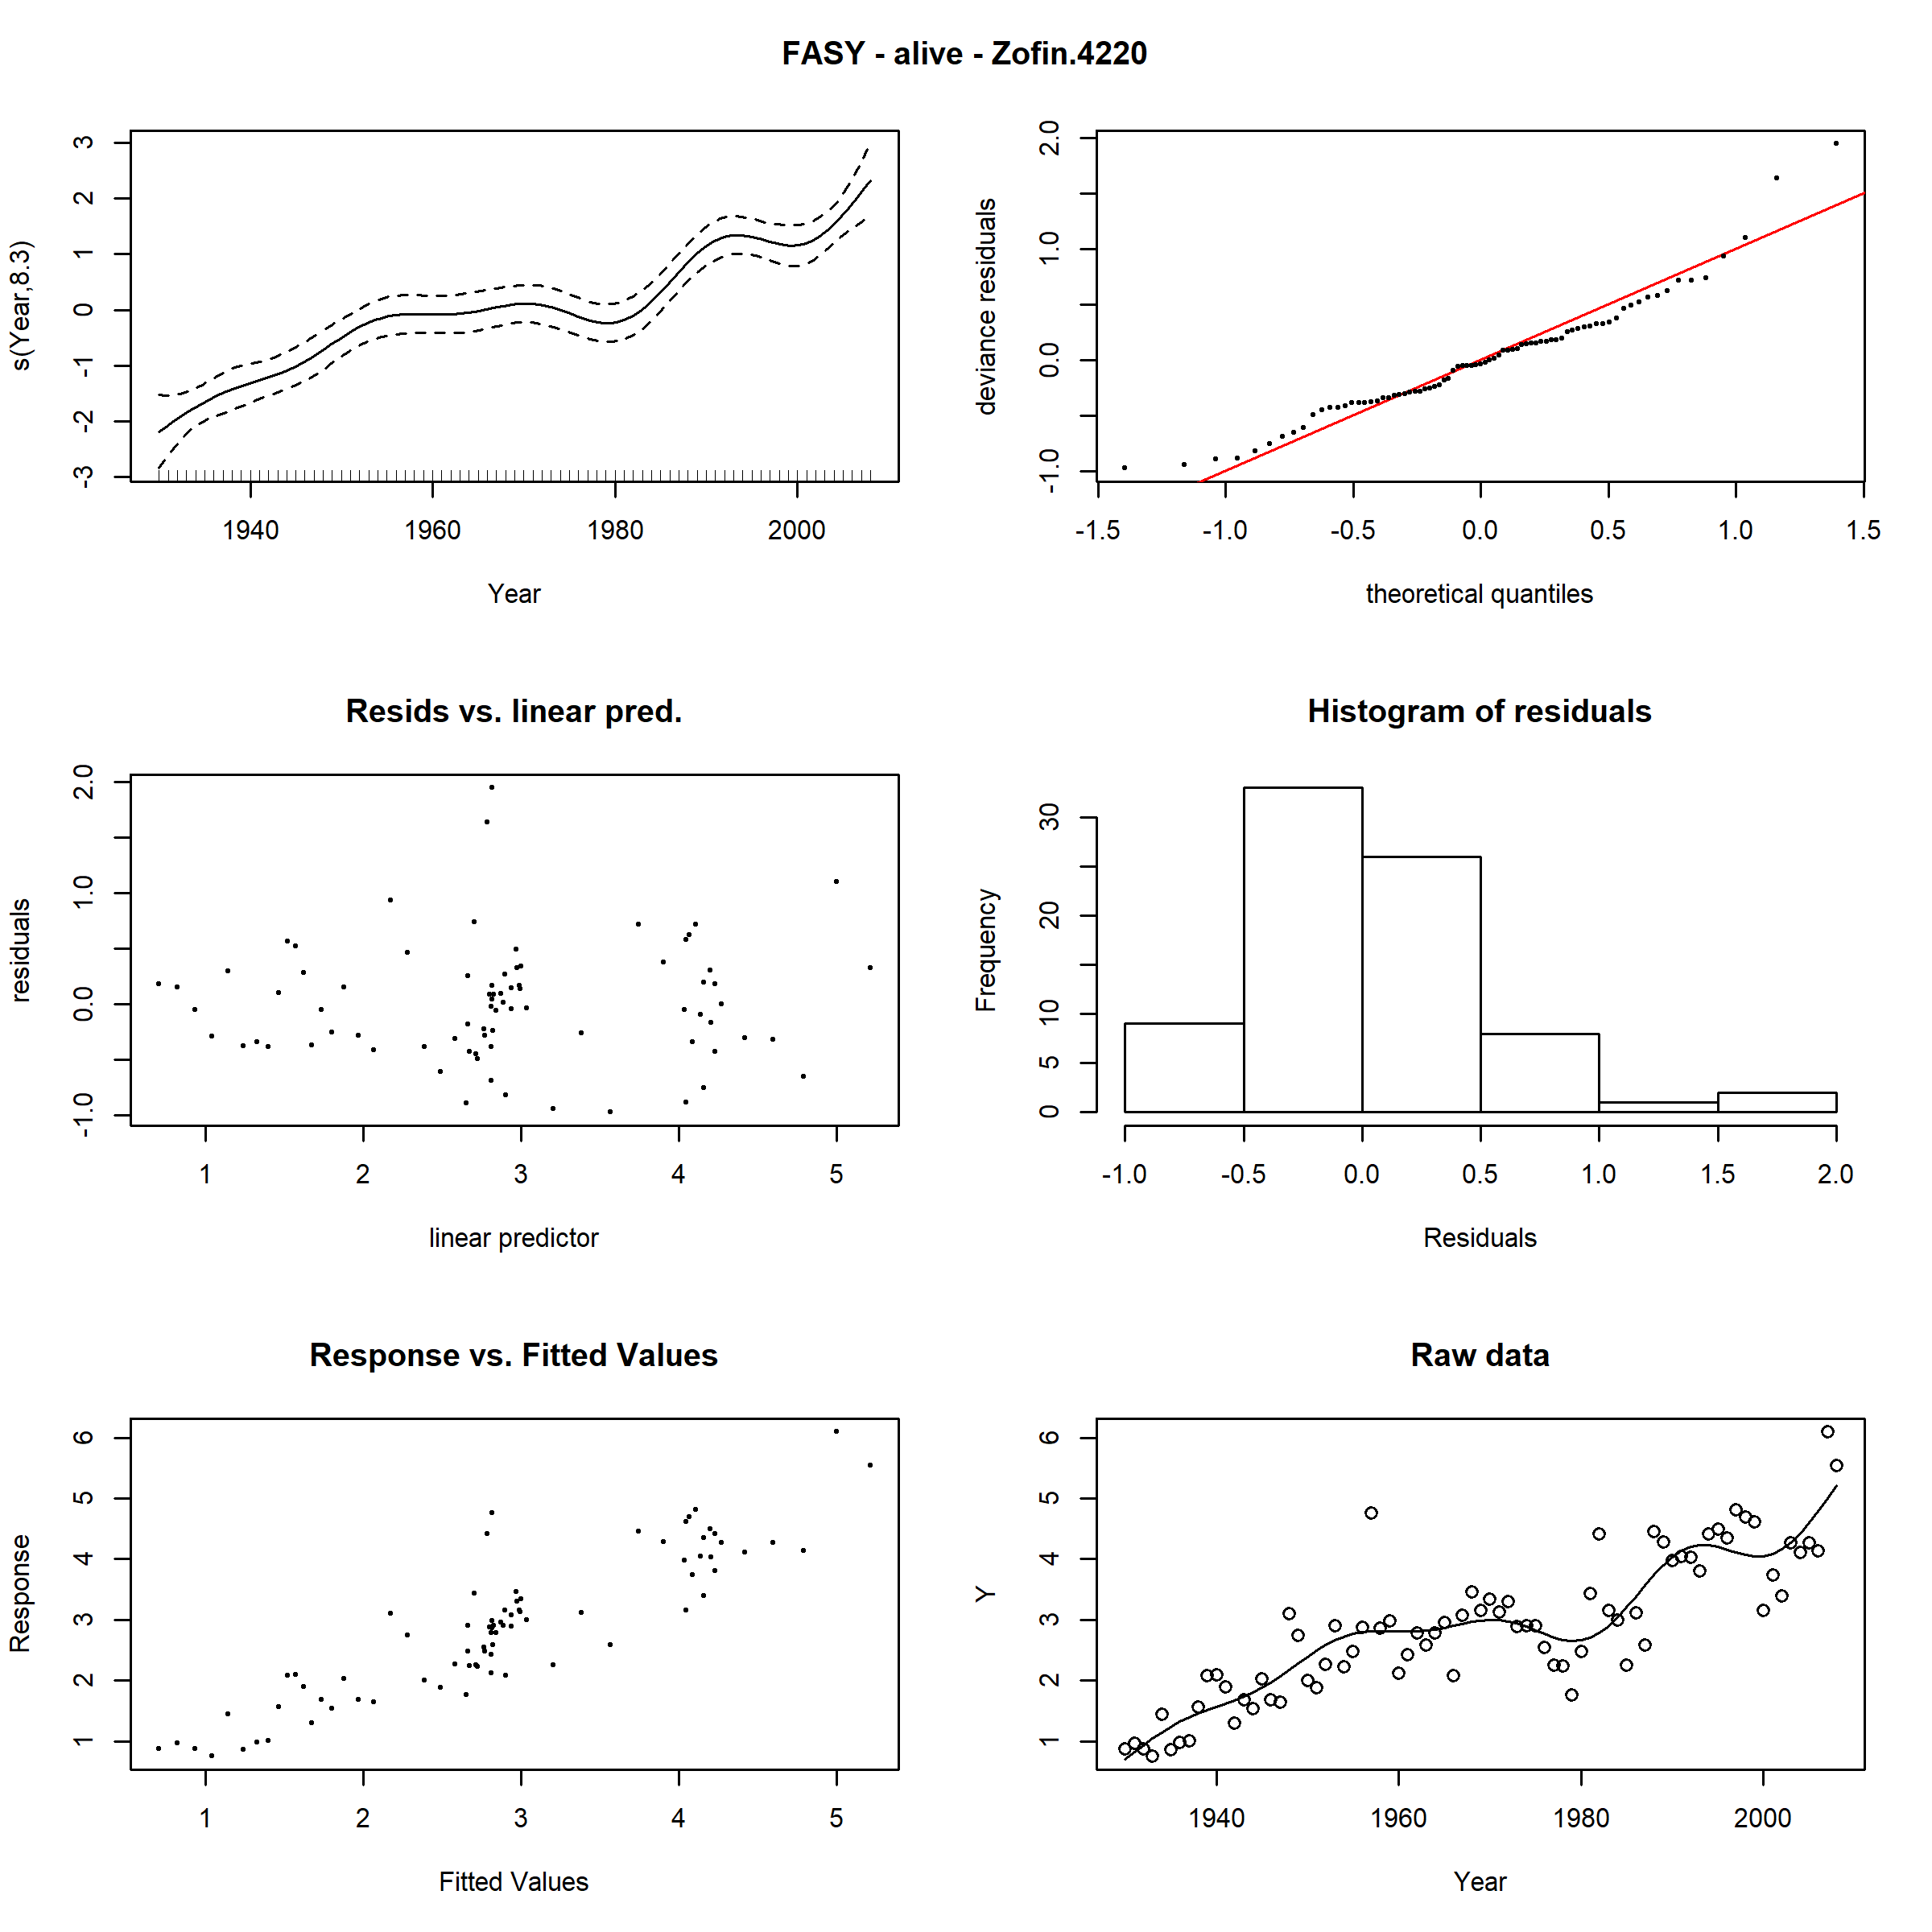 FASY - alive - Zofin.4220
s(Year,8.3)
3
2
1
0
-1
-2
-3
1940 1960 1980 2000
Year
deviance residuals
2.0
1.0
0.0
-1.0
-1.5 -1.0 -0.5 0.0 0.5 1.0 1.5
theoretical quantiles
Resids vs. linear pred.
residuals
2.0
1.0
0.0
-1.0
1 2 3 4 5
linear predictor
Histogram of residuals
Frequency
30
20
10
5
0
-1.0 -0.5 0.0 0.5 1.0 1.5 2.0
Residuals
Response vs. Fitted Values
Response
6
5
4
3
2
1
1 2 3 4 5
Fitted Values
Raw data
Y
6
5
4
3
2
1
1940 1960 1980 2000
Year